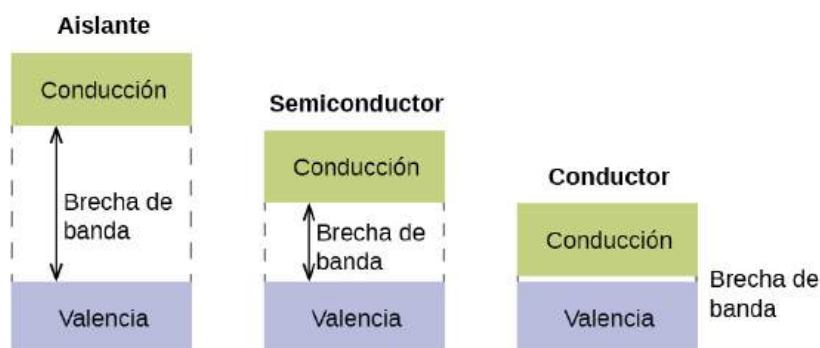 Aislante
Conducción
Brecha de
banda
Valencia
Semiconductor
Conducción
Brecha de
banda
Valencia
Conductor
Conducción
Brecha de
banda
Valencia